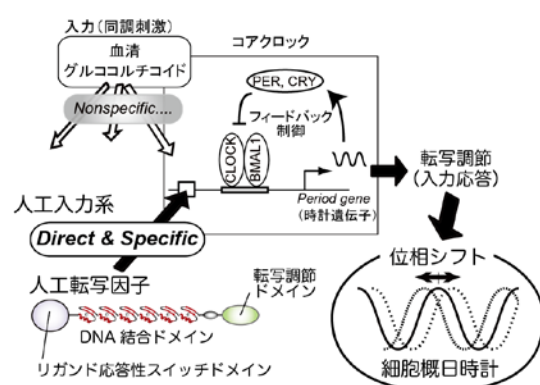 入力(同調刺激)
血清
グルココルチコイド
Nonspecific....
コアクロック
PER, CRY
フィードバック
制御
CLOCK
BMAL1
Period gene
(時計遺伝子)
転写調節
(入力応答)
人工入力系
Direct & Specific
人工転写因子
転写調節
ドメイン
DNA 結合ドメイン
リガンド応答性スイッチドメイン
位相シフト
細胞概日時計